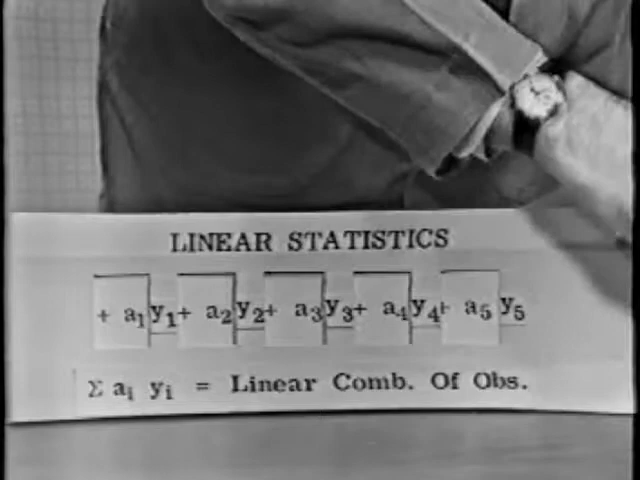 LINEAR STATISTICS
+ a₁ y₁ + a₂ y₂ + a₃ y₃ + a₄ y₄ + a₅ y₅
Σ aᵢ yᵢ = Linear Comb. Of Obs.